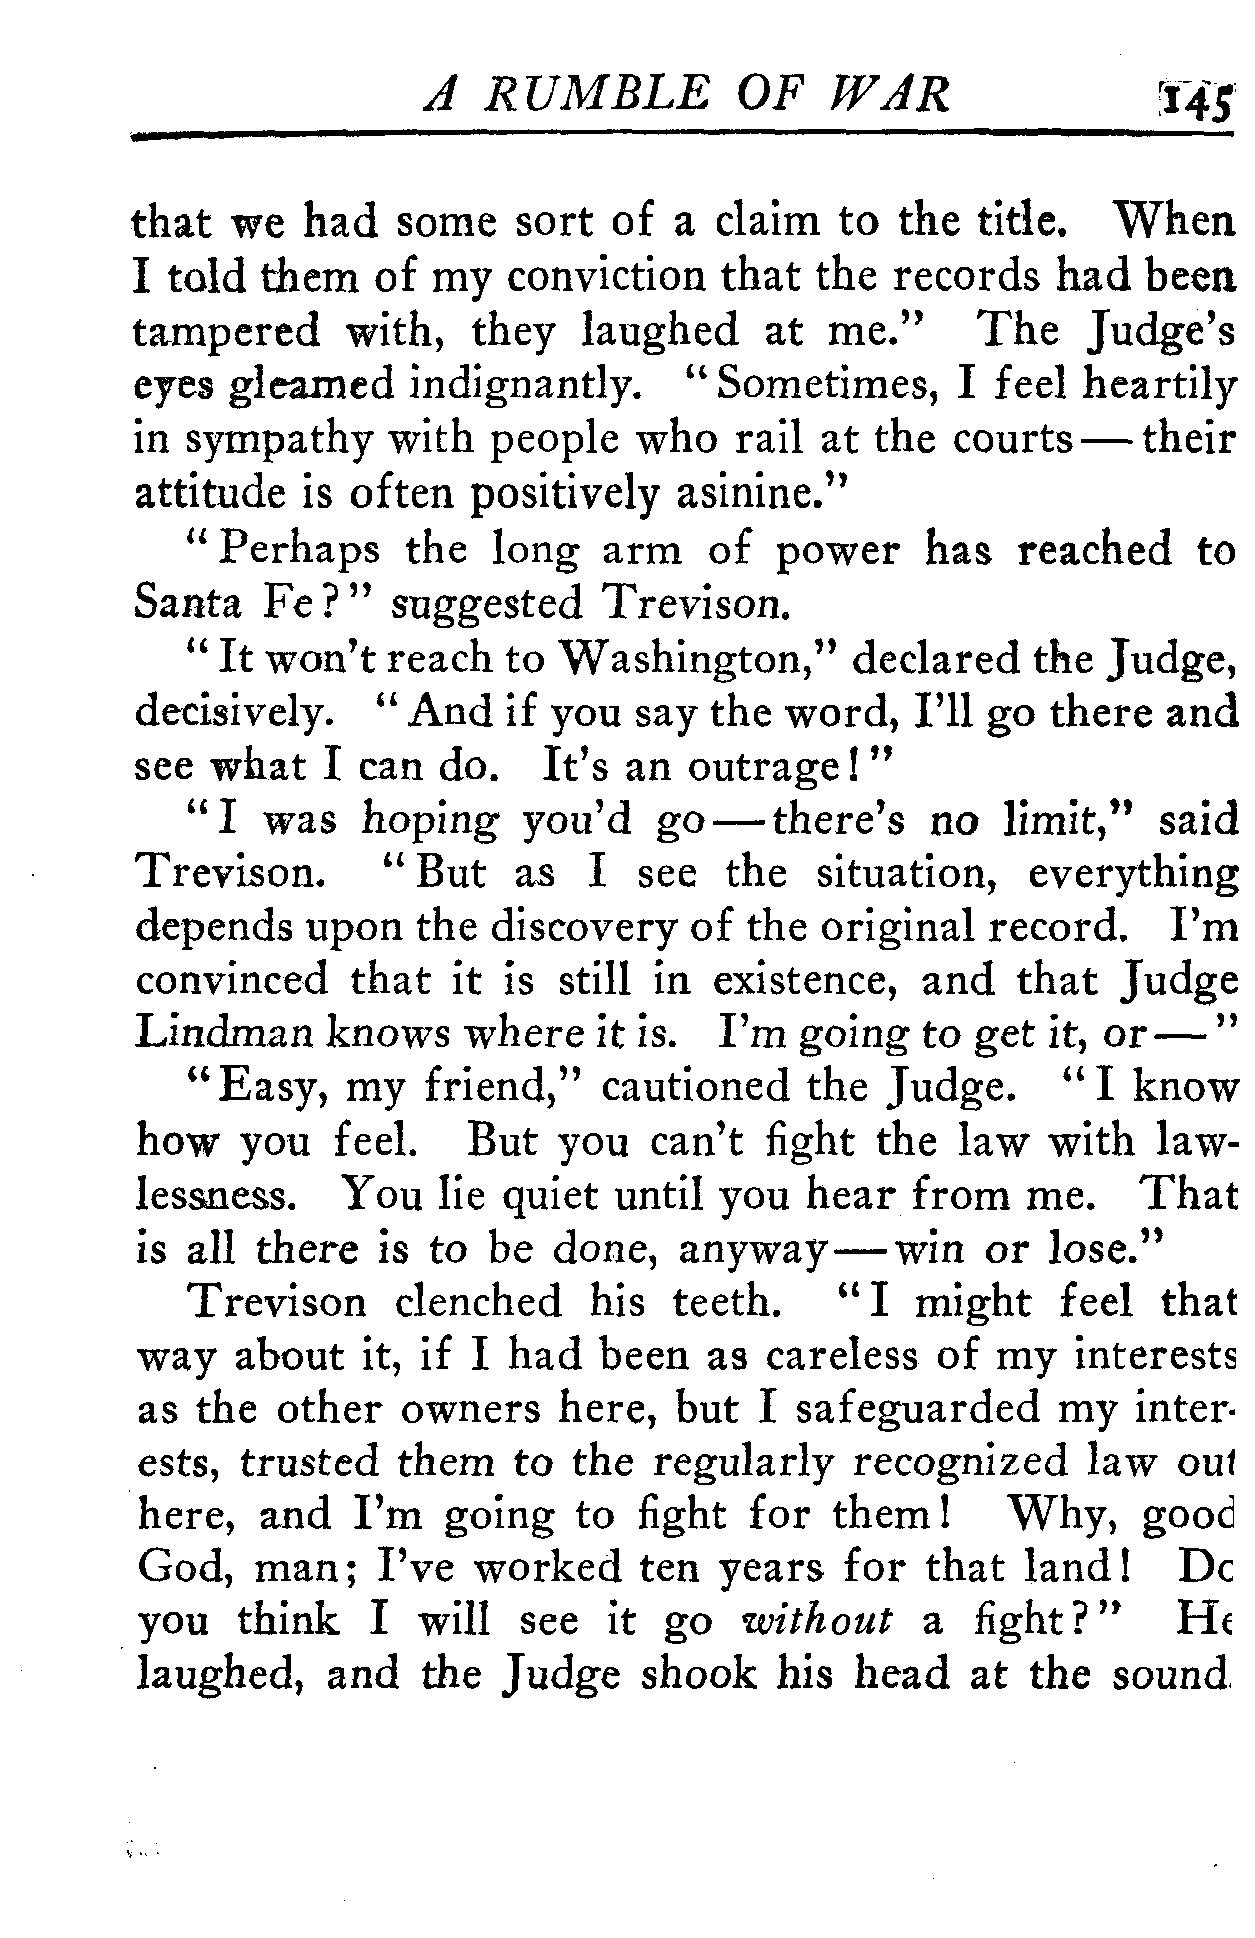 A RUMBLE OF WAR 145
that we had some sort of a claim to the title. When
I told them of my conviction that the records had been
tampered with, they laughed at me." The Judge's
eyes gleamed indignantly. "Sometimes, I feel heartily
in sympathy with people who rail at the courts—their
attitude is often positively asinine."
"Perhaps the long arm of power has reached to
Santa Fe?" suggested Trevison.
"It won't reach to Washington," declared the Judge,
decisively. "And if you say the word, I'll go there and
see what I can do. It's an outrage!"
"I was hoping you'd go—there's no limit," said
Trevison. "But as I see the situation, everything
depends upon the discovery of the original record. I'm
convinced that it is still in existence, and that Judge
Lindman knows where it is. I'm going to get it, or—"
"Easy, my friend," cautioned the Judge. "I know
how you feel. But you can't fight the law with law-
lessness. You lie quiet until you hear from me. That
is all there is to be done, anyway—win or lose."
Trevison clenched his teeth. "I might feel that
way about it, if I had been as careless of my interests
as the other owners here, but I safeguarded my inter-
ests, trusted them to the regularly recognized law out
here, and I'm going to fight for them! Why, good
God, man; I've worked ten years for that land! Do
you think I will see it go without a fight?" He
laughed, and the Judge shook his head at the sound.